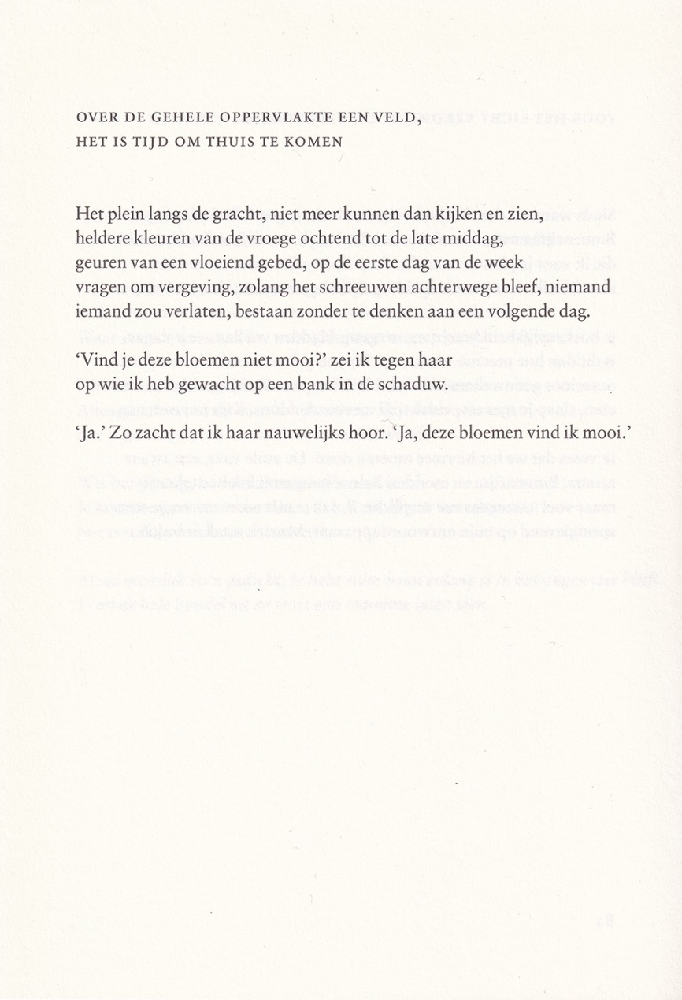 OVER DE GEHELE OPPERVLAKTE EEN VELD,
HET IS TIJD OM THUIS TE KOMEN
Het plein langs de gracht, niet meer kunnen dan kijken en zien,
heldere kleuren van de vroege ochtend tot de late middag,
geuren van een vloeiend gebed, op de eerste dag van de week
vragen om vergeving, zolang het schreeuwen achterwege bleef, niemand
iemand zou verlaten, bestaan zonder te denken aan een volgende dag.
‘Vind je deze bloemen niet mooi?’ zei ik tegen haar
op wie ik heb gewacht op een bank in de schaduw.
‘Ja.’ Zo zacht dat ik haar nauwelijks hoor. ‘Ja, deze bloemen vind ik mooi.’